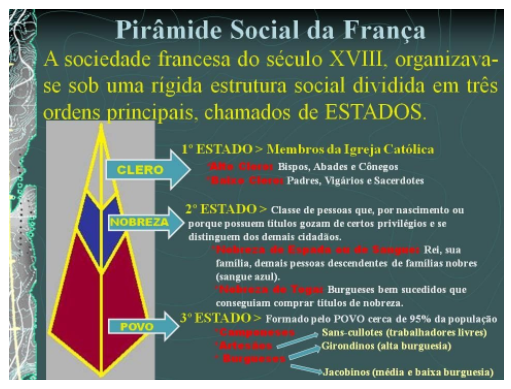 Pirâmide Social da França
A sociedade francesa do século XVIII, organizava-
se sob uma rígida estrutura social dividida em três
ordens principais, chamados de ESTADOS.
1º ESTADO > Membros da Igreja Católica
CLERO
*Alto Clero: Bispos, Abades e Cônegos
*Baixo Clero: Padres, Vigários e Sacerdotes
2º ESTADO > Classe de pessoas que, por nascimento ou
NOBREZA
porque possuem títulos gozam de certos privilégios e se
distinguem dos demais cidadãos.
*Nobreza de Espada ou de Sangue: Rei, sua
família, demais pessoas descendentes de famílias nobres
(sangue azul).
*Nobreza de Toga: Burgueses bem sucedidos que
conseguiam comprar títulos de nobreza.
3º ESTADO > Formado pelo POVO cerca de 95% da população
POVO
*Camponeses
Sans-culottes (trabalhadores livres)
*Artesãos
Girondinos (alta burguesia)
*Burgueses
Jacobinos (média e baixa burguesia)